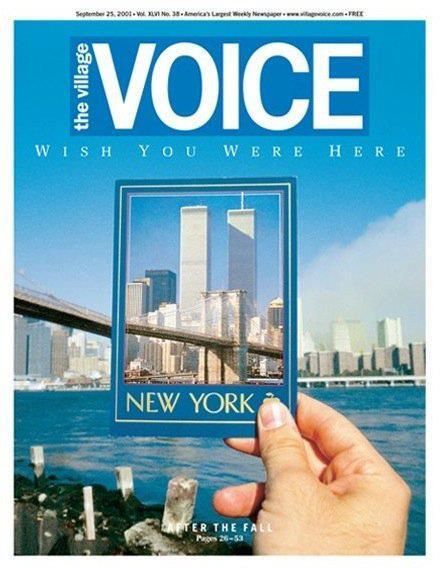 September 25, 2001 • Vol. XLVI No. 38 • America's Largest Weekly Newspaper • www.villagevoice.com • FREE
the village
VOICE
WISH YOU WERE HERE
NEW YORK
AFTER THE FALL
Pages 26–53